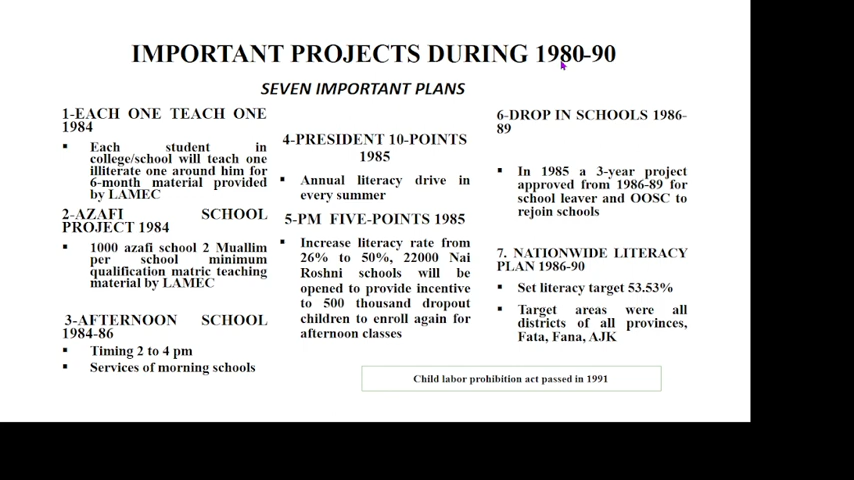 IMPORTANT PROJECTS DURING 1980-90
SEVEN IMPORTANT PLANS
1-EACH ONE TEACH ONE
1984
▪ Each student in
college/school will teach one
illiterate one around him for
6-month material provided
by LAMEC
2-AZAFI SCHOOL
PROJECT 1984
▪ 1000 azafi school 2 Muallim
per school minimum
qualification matric teaching
material by LAMEC
3-AFTERNOON SCHOOL
1984-86
▪ Timing 2 to 4 pm
▪ Services of morning schools
4-PRESIDENT 10-POINTS
1985
▪ Annual literacy drive in
every summer
5-PM FIVE-POINTS 1985
▪ Increase literacy rate from
26% to 50%, 22000 Nai
Roshni schools will be
opened to provide incentive
to 500 thousand dropout
children to enroll again for
afternoon classes
6-DROP IN SCHOOLS 1986-
89
▪ In 1985 a 3-year project
approved from 1986-89 for
school leaver and OOSC to
rejoin schools
7. NATIONWIDE LITERACY
PLAN 1986-90
▪ Set literacy target 53.53%
▪ Target areas were all
districts of all provinces,
Fata, Fana, AJK
Child labor prohibition act passed in 1991